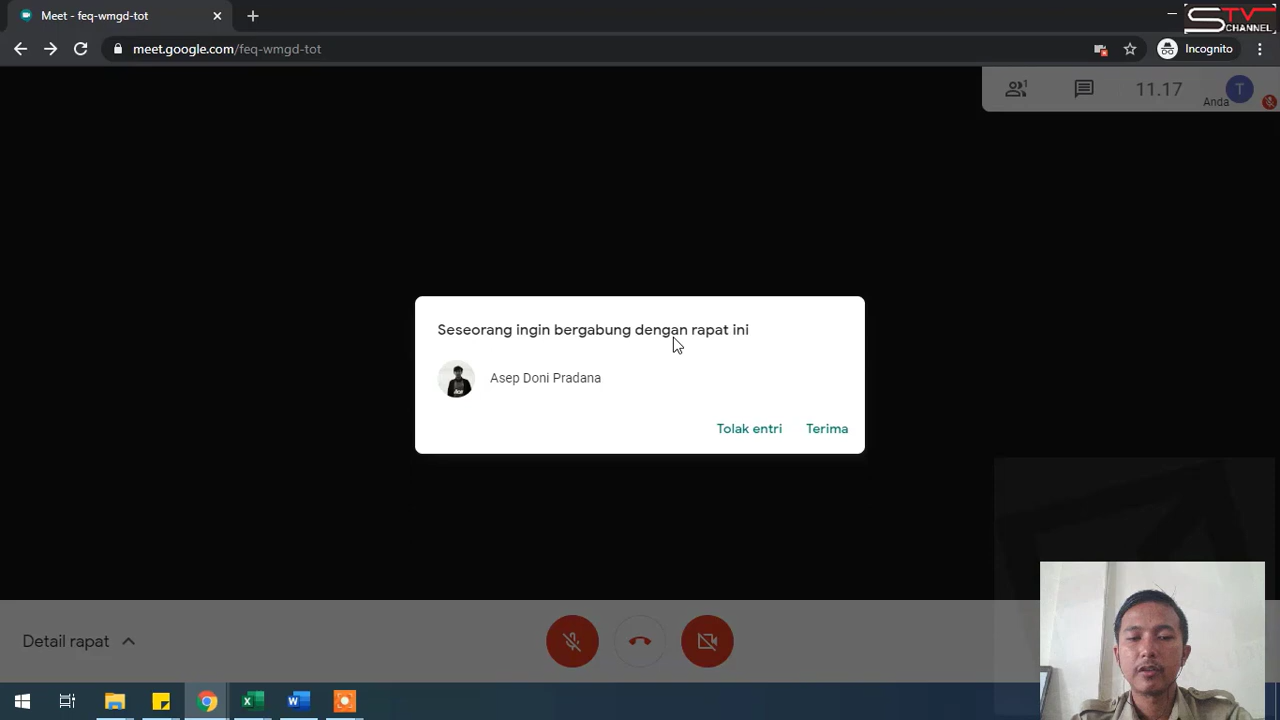 Meet - feq-wmgd-tot
STV CHANNEL
meet.google.com/feq-wmgd-tot
Incognito
1
11.17
T
Anda
Seseorang ingin bergabung dengan rapat ini
Asep Doni Pradana
Tolak entri
Terima
Detail rapat